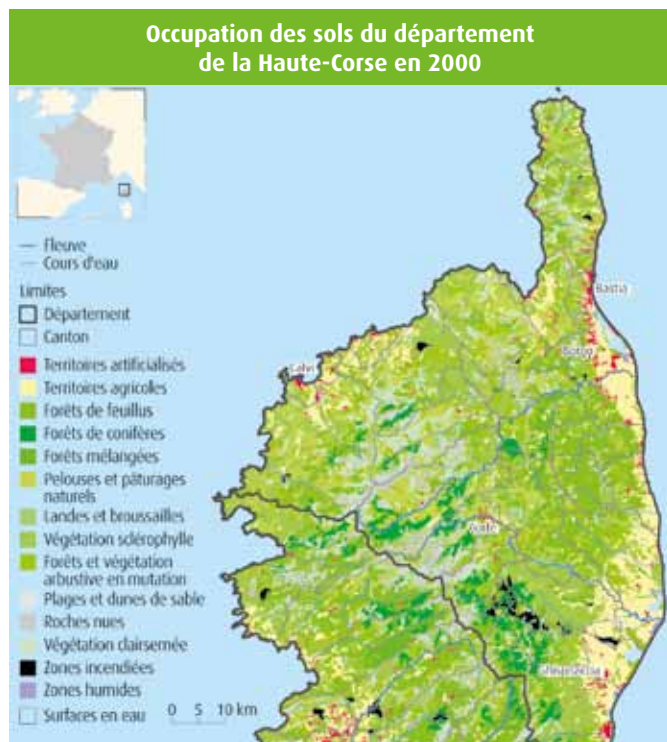 Occupation des sols du département
de la Haute-Corse en 2000
Fleuve
Cours d'eau
Limites
Département
Canton
Territoires artificialisés
Territoires agricoles
Forêts de feuillus
Forêts de conifères
Forêts mélangées
Pelouses et pâturages
naturels
Landes et broussailles
Végétation sclérophylle
Forêts et végétation
arbustive en mutation
Plages et dunes de sable
Roches nues
Végétation clairsemée
Zones incendiées
Zones humides
Surfaces en eau
0 5 10 km
Bastia
Calvi
Corte